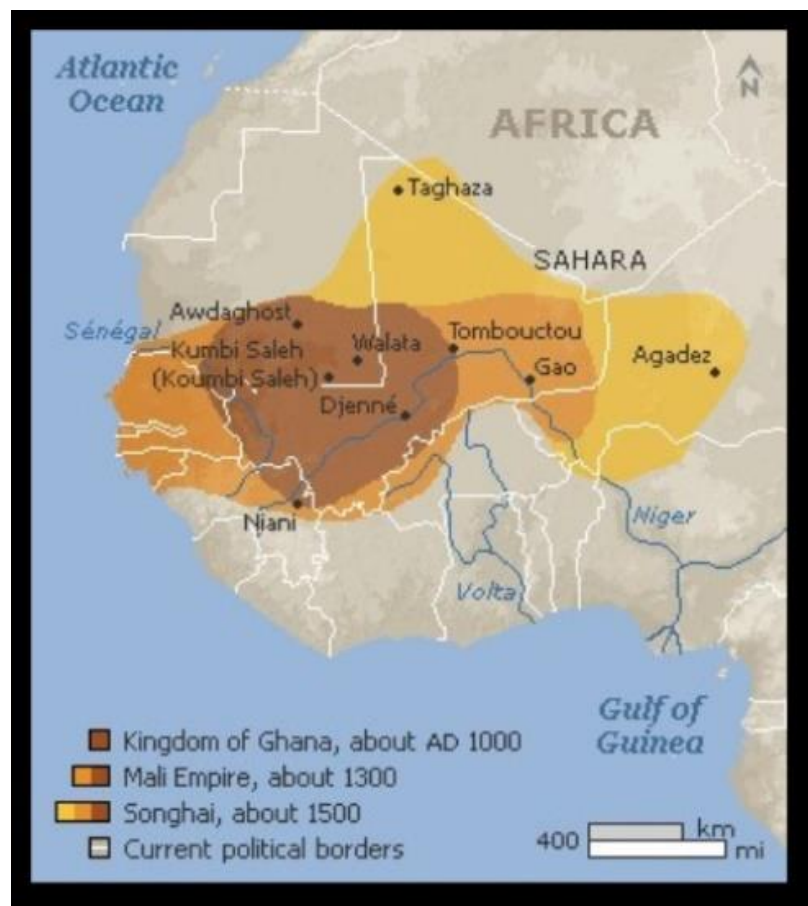 Atlantic
Ocean
N
AFRICA
Taghaza
SAHARA
Awdaghost
Sénégal
Kumbi Saleh
(Koumbi Saleh)
Walata
Tombouctou
Gao
Agadez
Djenné
Niani
Niger
Volta
Gulf of
Guinea
Kingdom of Ghana, about AD 1000
Mali Empire, about 1300
Songhai, about 1500
Current political borders
400 km
mi